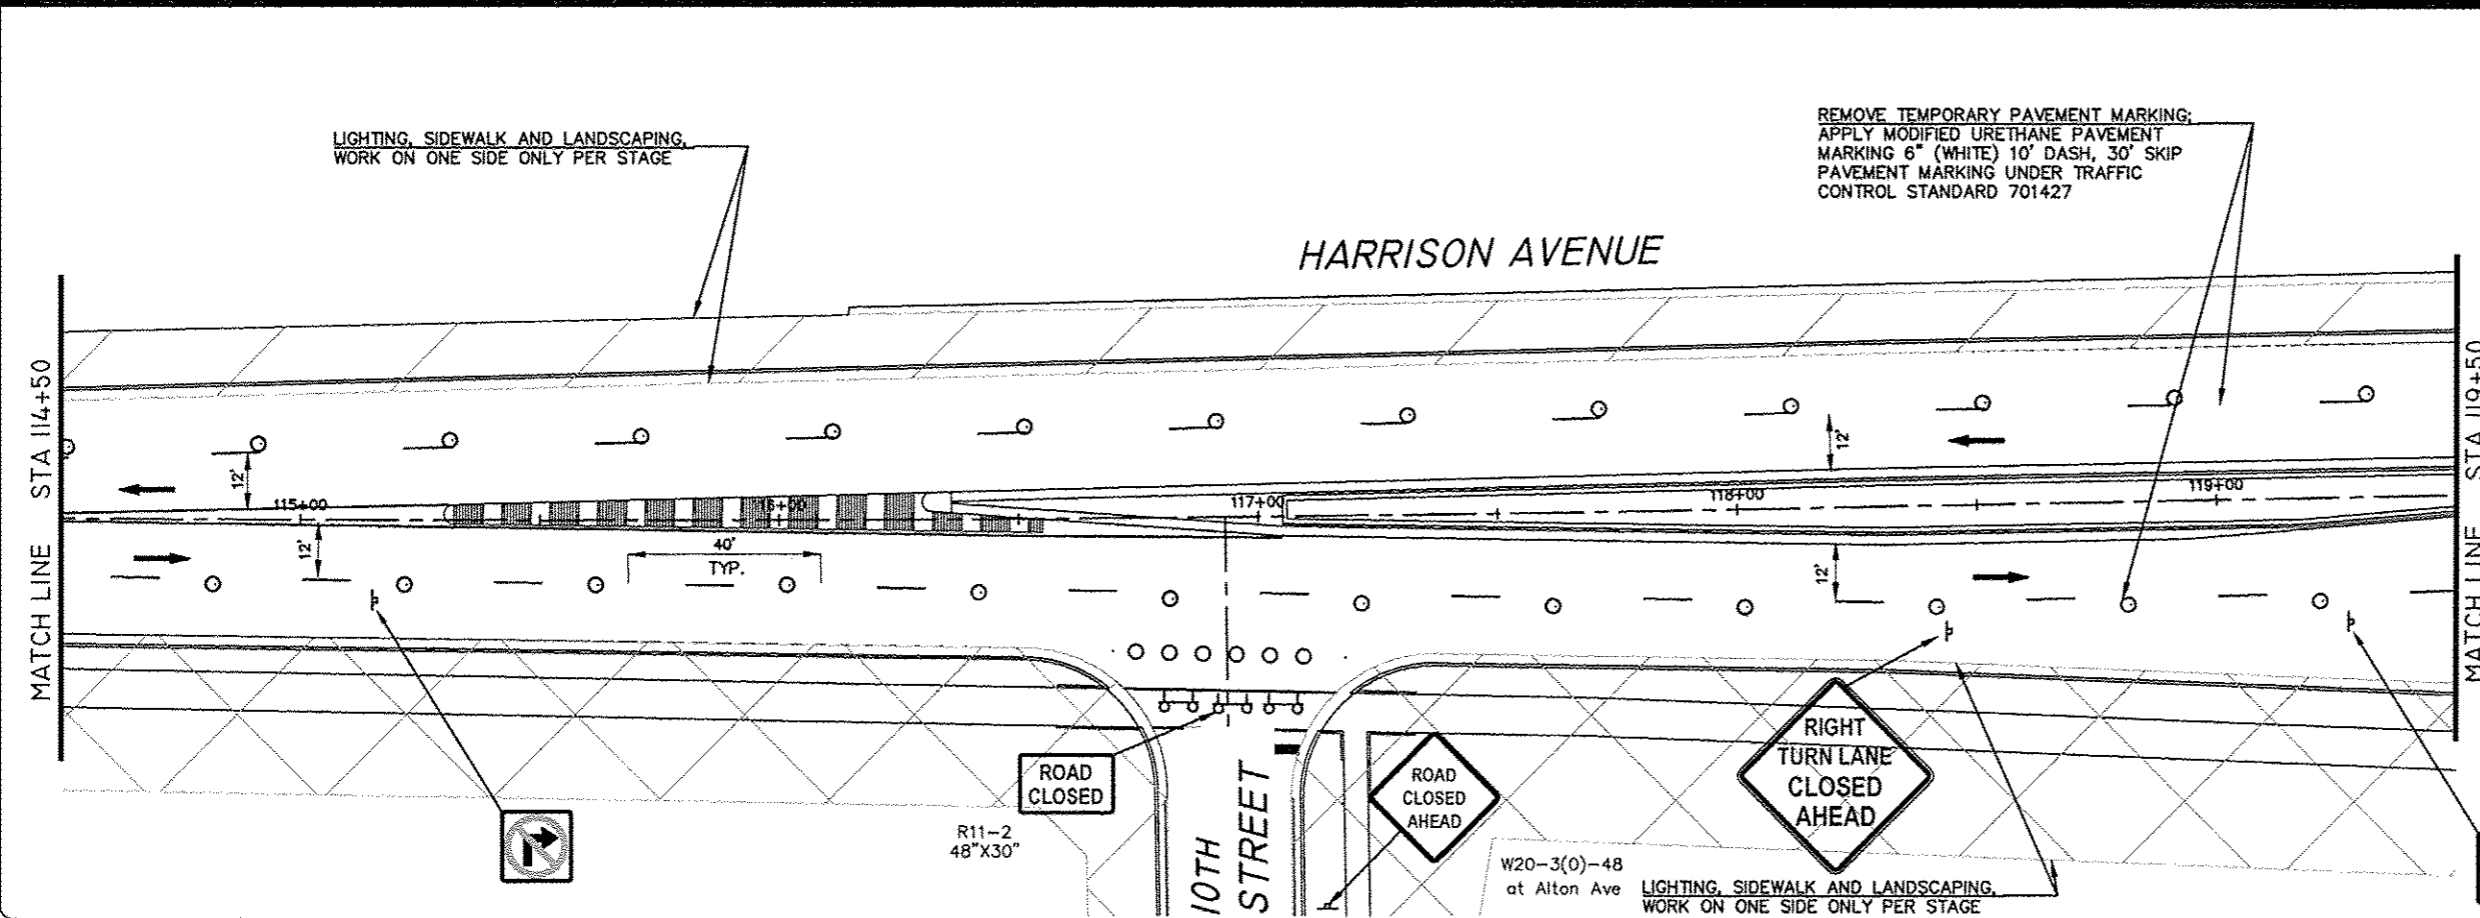 LIGHTING, SIDEWALK AND LANDSCAPING,
WORK ON ONE SIDE ONLY PER STAGE
REMOVE TEMPORARY PAVEMENT MARKING;
APPLY MODIFIED URETHANE PAVEMENT
MARKING 6" (WHITE) 10' DASH, 30' SKIP
PAVEMENT MARKING UNDER TRAFFIC
CONTROL STANDARD 701427
HARRISON AVENUE
MATCH LINE STA 114+50
MATCH LINE STA 119+50
12'
12'
12'
12'
115+00
16+00
117+00
118+00
119+00
40'
TYP.
ROAD
CLOSED
R11-2
48"X30"
10TH
STREET
ROAD
CLOSED
AHEAD
W20-3(O)-48
at Alton Ave
RIGHT
TURN LANE
CLOSED
AHEAD
LIGHTING, SIDEWALK AND LANDSCAPING,
WORK ON ONE SIDE ONLY PER STAGE